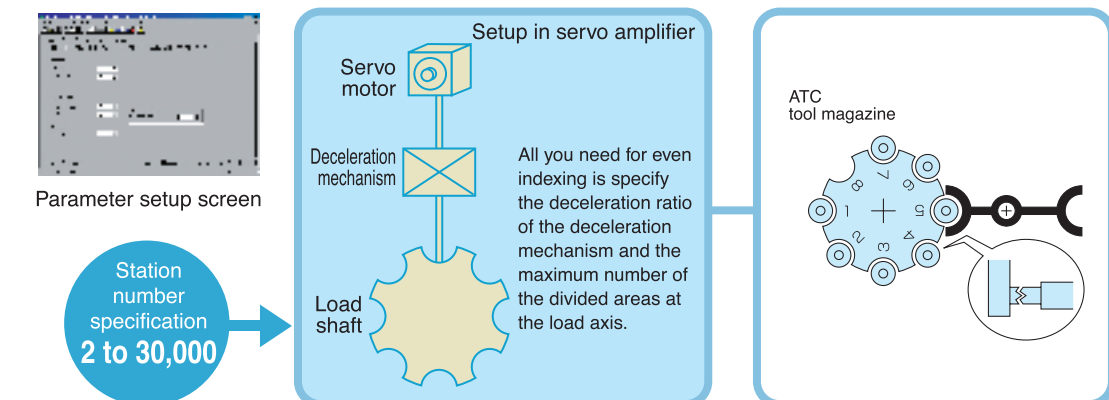 Parameter setup screen
Station
number
specification
2 to 30,000
Setup in servo amplifier
Servo
motor
Deceleration
mechanism
Load
shaft
All you need for even
indexing is specify
the deceleration ratio
of the deceleration
mechanism and the
maximum number of
the divided areas at
the load axis.
ATC
tool magazine
1
2
3
4
5
6
7
8